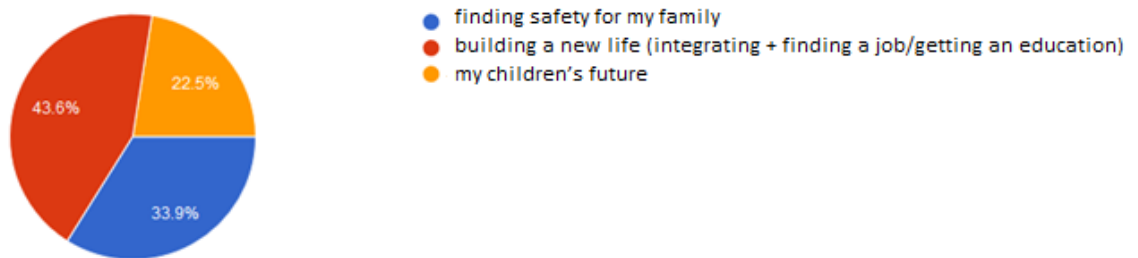 finding safety for my family
building a new life (integrating + finding a job/getting an education)
my children’s future
22.5%
43.6%
33.9%